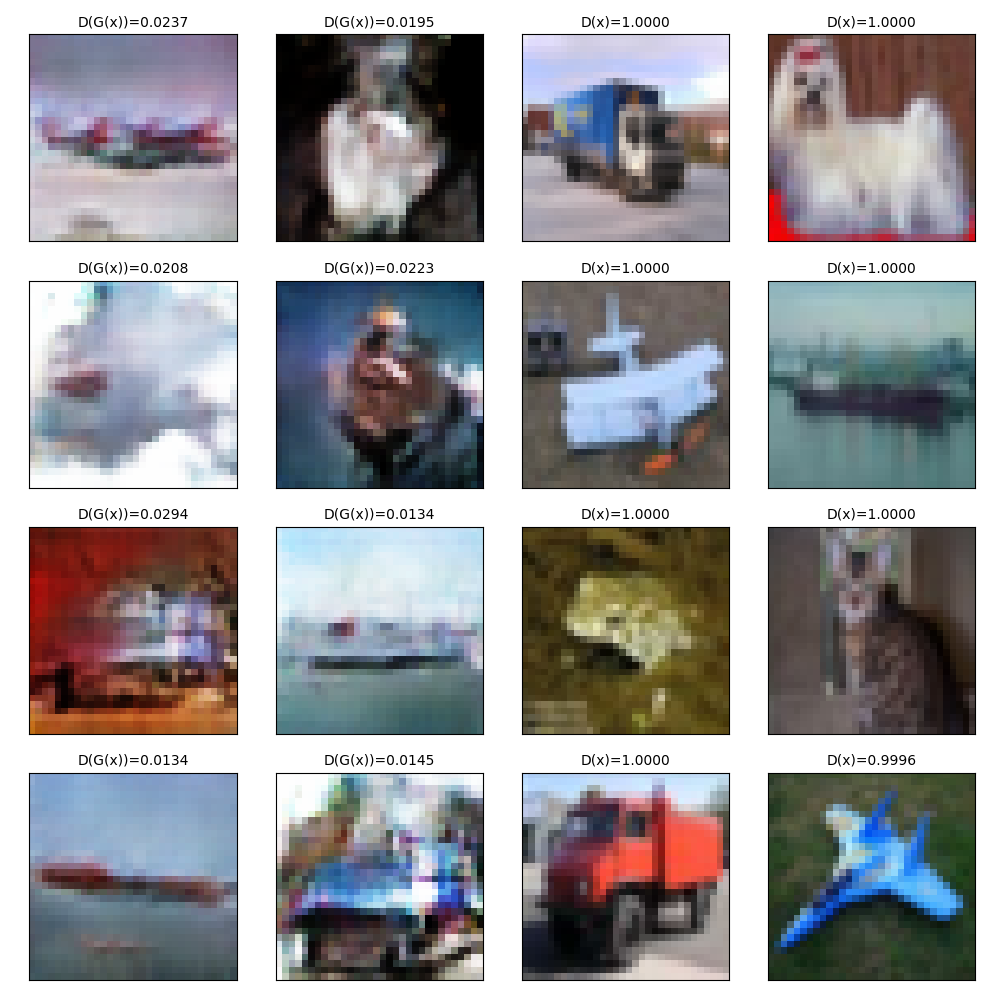 D(G(x))=0.0237 D(G(x))=0.0195 D(x)=1.0000 D(x)=1.0000
D(G(x))=0.0208 D(G(x))=0.0223 D(x)=1.0000 D(x)=1.0000
D(G(x))=0.0294 D(G(x))=0.0134 D(x)=1.0000 D(x)=1.0000
D(G(x))=0.0134 D(G(x))=0.0145 D(x)=1.0000 D(x)=0.9996